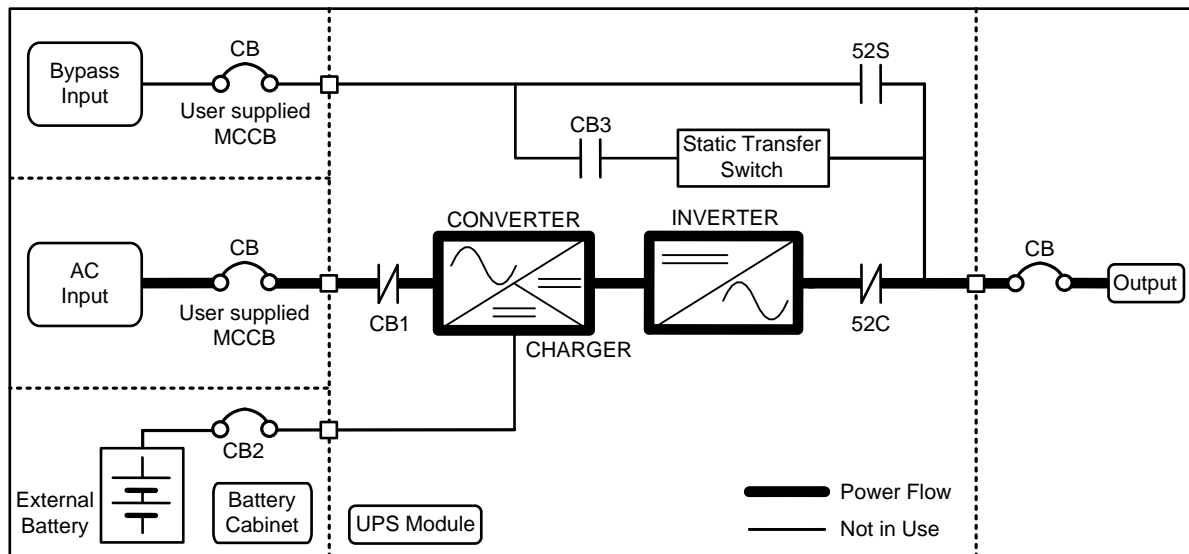 Bypass
Input
CB
User supplied
MCCB
52S
CB3
Static Transfer
Switch
AC
Input
CB
User supplied
MCCB
CB1
CONVERTER
CHARGER
INVERTER
52C
CB
Output
External
Battery
CB2
Battery
Cabinet
UPS Module
Power Flow
Not in Use